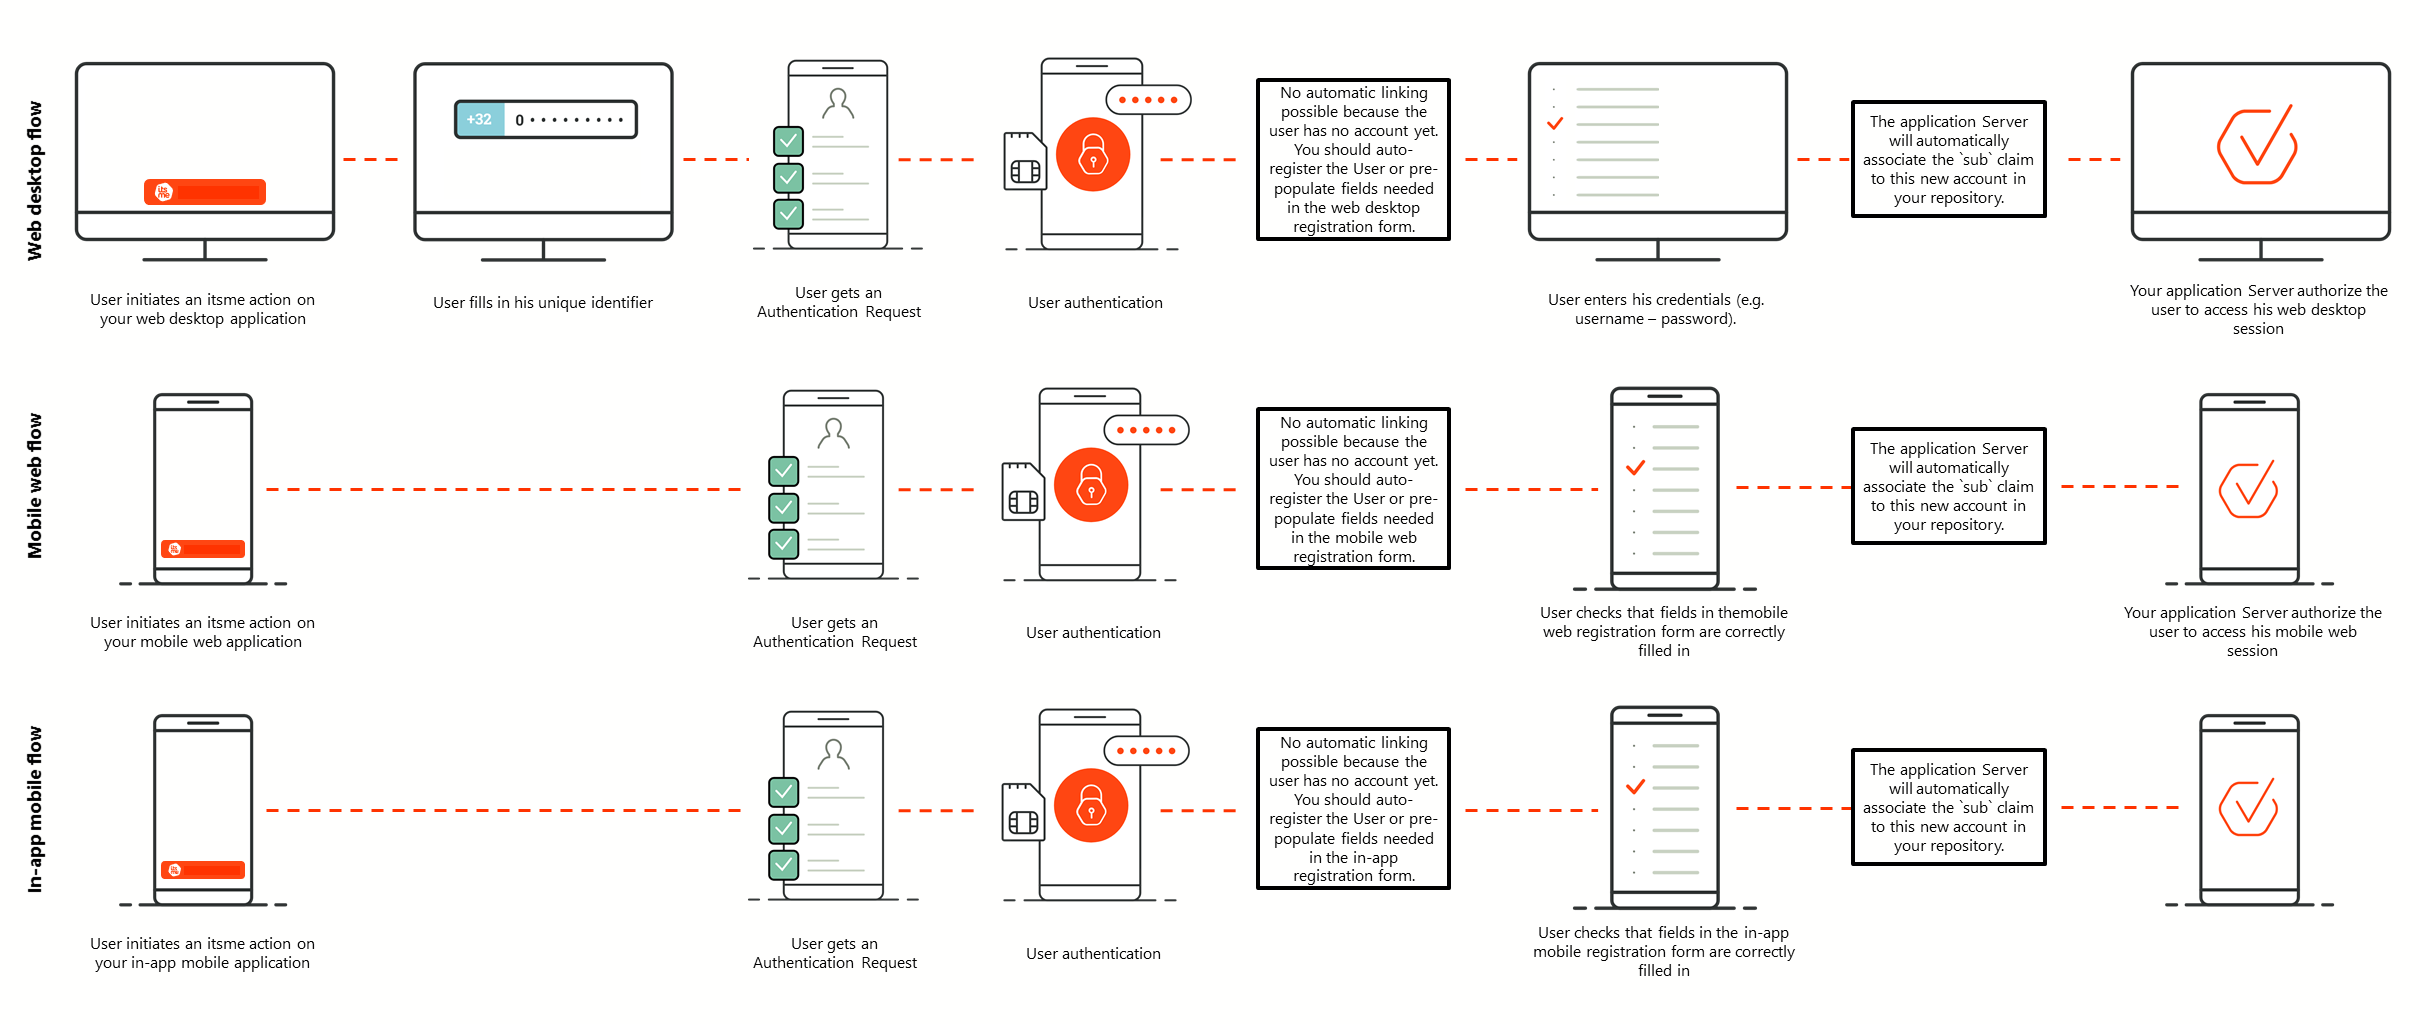 Web desktop flow
its
me
+32 0 • • • • • • • • •
No automatic linking
possible because the
user has no account yet.
You should auto-
register the User or pre-
populate fields needed
in the web desktop
registration form.
The application Server
will automatically
associate the `sub` claim
to this new account in
your repository.
User initiates an itsme action on
your web desktop application
User fills in his unique identifier
User gets an
Authentication Request
User authentication
User enters his credentials (e.g.
username – password).
Your application Server authorize the
user to access his web desktop
session
Mobile web flow
its
me
No automatic linking
possible because the
user has no account yet.
You should auto-
register the User or pre-
populate fields needed
in the mobile web
registration form.
The application Server
will automatically
associate the `sub` claim
to this new account in
your repository.
User initiates an itsme action on
your mobile web application
User gets an
Authentication Request
User authentication
User checks that fields in themobile
web registration form are correctly
filled in
Your application Server authorize the
user to access his mobile web
session
In-app mobile flow
its
me
No automatic linking
possible because the
user has no account yet.
You should auto-
register the User or pre-
populate fields needed
in the in-app
registration form.
The application Server
will automatically
associate the `sub` claim
to this new account in
your repository.
User initiates an itsme action on
your in-app mobile application
User gets an
Authentication Request
User authentication
User checks that fields in the in-app
mobile registration form are correctly
filled in